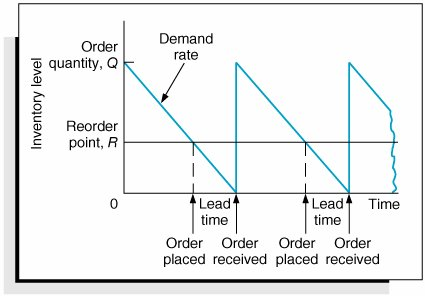 Order
quantity, Q
Demand
rate
Inventory level
Reorder
point, R
0
Lead
time
Lead
time
Time
Order
placed
Order
received
Order
placed
Order
received